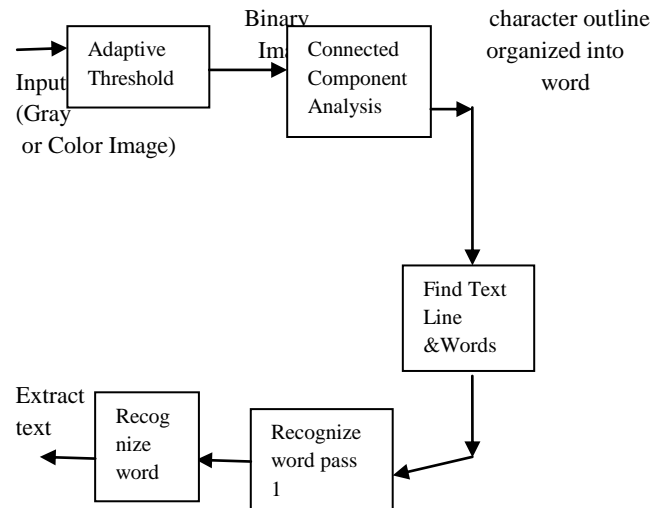 Input
(Gray
or Color Image)
Adaptive
Threshold
Binary
Connected
Component
Analysis
character outline
organized into
word
Find Text
Line
&Words
Recognize
word pass
1
Recog
nize
word
Extract
text